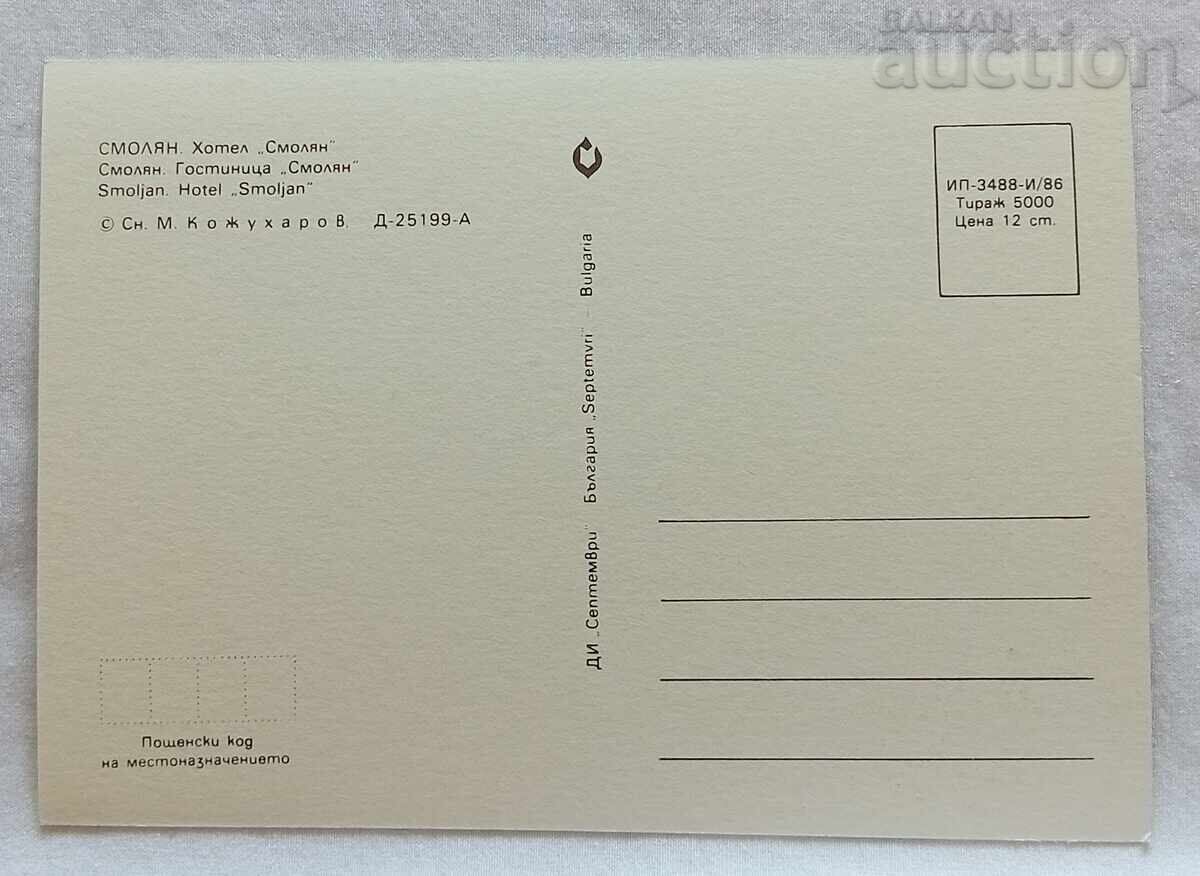 BALKAN
auction
СМОЛЯН. Хотел „Смолян"
Смолян. Гостиница „Смолян"
Smoljan. Hotel „Smoljan"
© Сн. М. Кожухаров. Д-25199-А
ИП-3488-И/86
Тираж 5000
Цена 12 ст.
ДИ „Септември" България „Septemvri" - Bulgaria
Пощенски код
на местоназначението